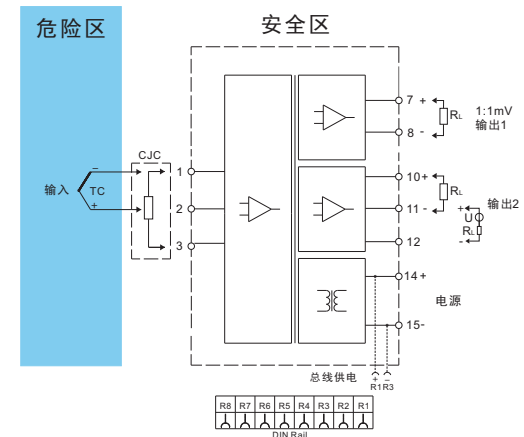 危险区
安全区
CJC
输入
TC
−
+
1
2
3
7 +
8 -
RL
1:1mV
输出1
10+
11 -
12
RL
输出2
+
U
RL
-
14 +
15-
电源
总线供电
+ −
R1 R3
R8 R7 R6 R5 R4 R3 R2 R1
DIN Rail